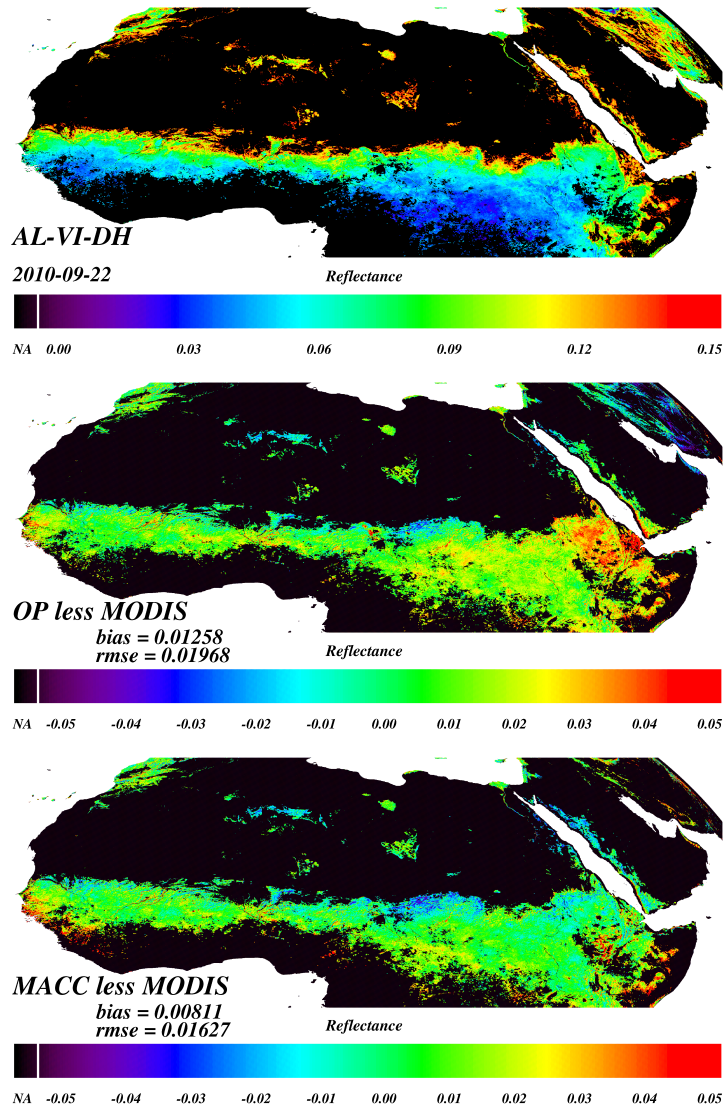 AL-VI-DH
2010-09-22
Reflectance
NA 0.00 0.03 0.06 0.09 0.12 0.15
OP less MODIS
bias = 0.01258
rmse = 0.01968
Reflectance
NA -0.05 -0.04 -0.03 -0.02 -0.01 0.00 0.01 0.02 0.03 0.04 0.05
MACC less MODIS
bias = 0.00811
rmse = 0.01627
Reflectance
NA -0.05 -0.04 -0.03 -0.02 -0.01 0.00 0.01 0.02 0.03 0.04 0.05